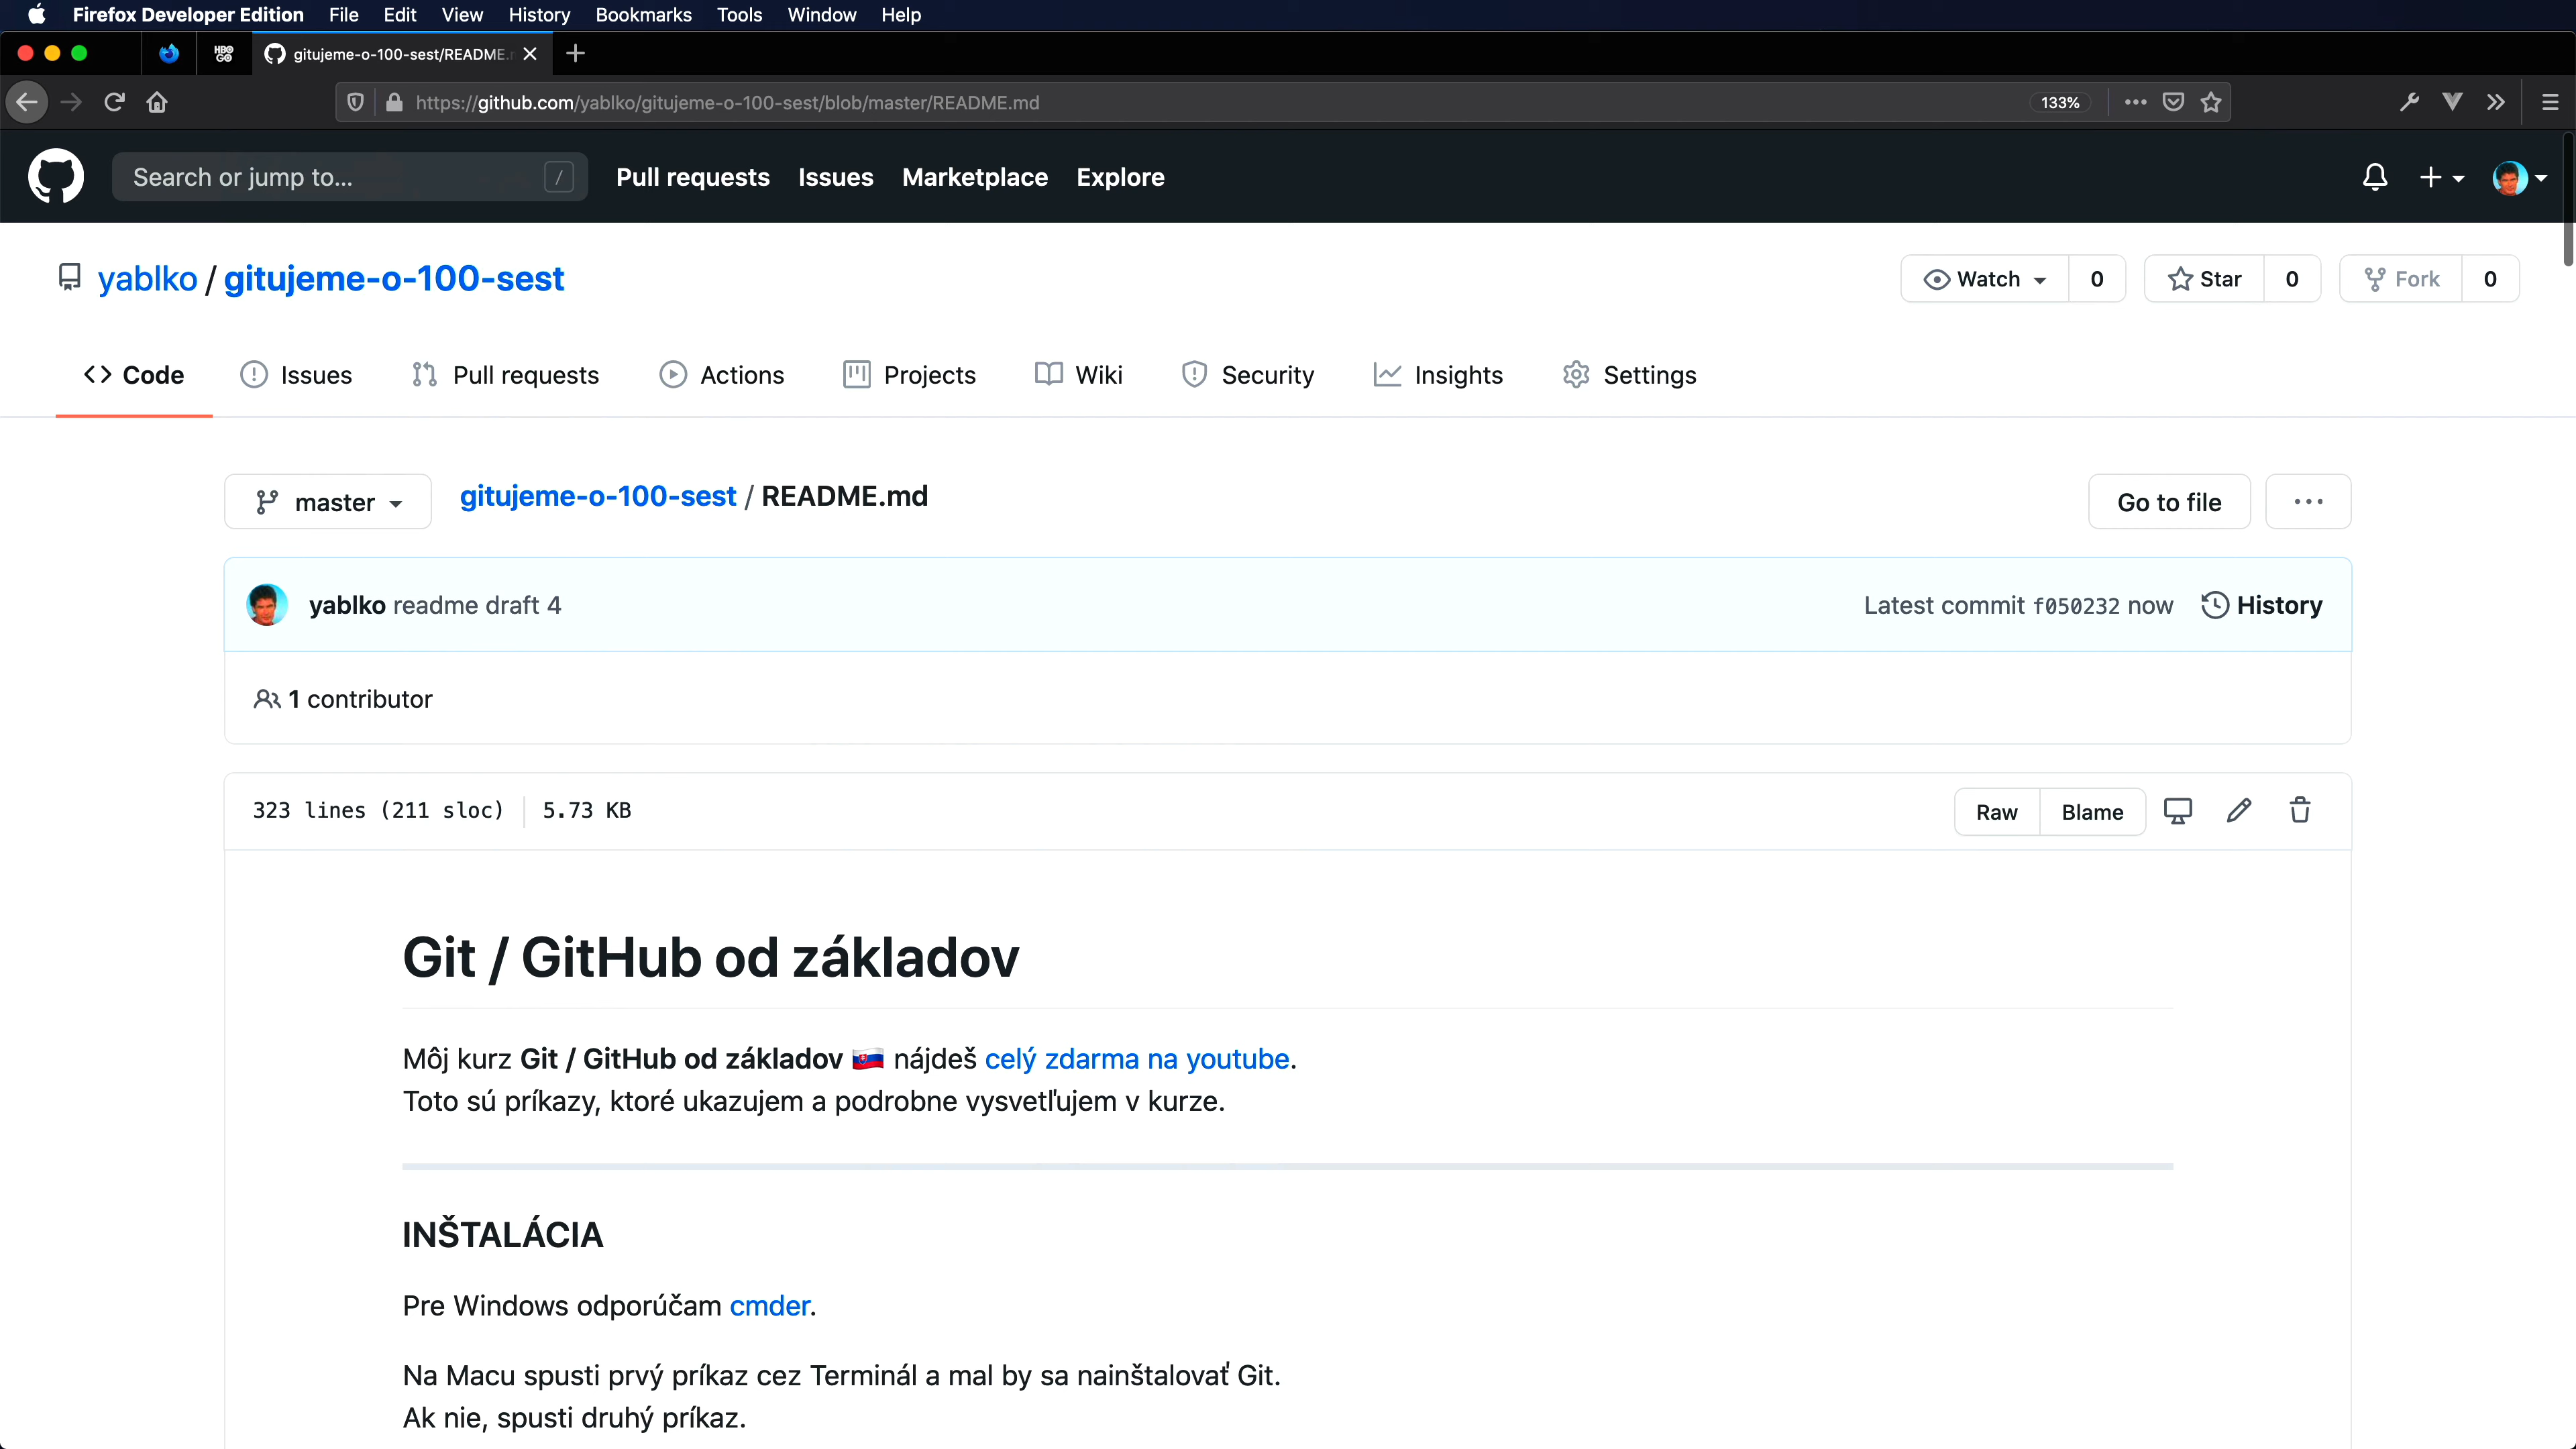 Firefox Developer Edition File Edit View History Bookmarks Tools Window Help
HBO GO gitujeme-o-100-sest/README.
https://github.com/yablko/gitujeme-o-100-sest/blob/master/README.md 133%
Search or jump to... / Pull requests Issues Marketplace Explore
yablko / gitujeme-o-100-sest Watch 0 Star 0 Fork 0
Code Issues Pull requests Actions Projects Wiki Security Insights Settings
master gitujeme-o-100-sest / README.md Go to file
yablko readme draft 4 Latest commit f050232 now History
1 contributor
323 lines (211 sloc) 5.73 KB Raw Blame
Git / GitHub od základov
Môj kurz Git / GitHub od základov 🇸🇰 nájdeš celý zdarma na youtube.
Toto sú príkazy, ktoré ukazujem a podrobne vysvetľujem v kurze.
INŠTALÁCIA
Pre Windows odporúčam cmder.
Na Macu spusti prvý príkaz cez Terminál a mal by sa nainštalovať Git.
Ak nie, spusti druhý príkaz.